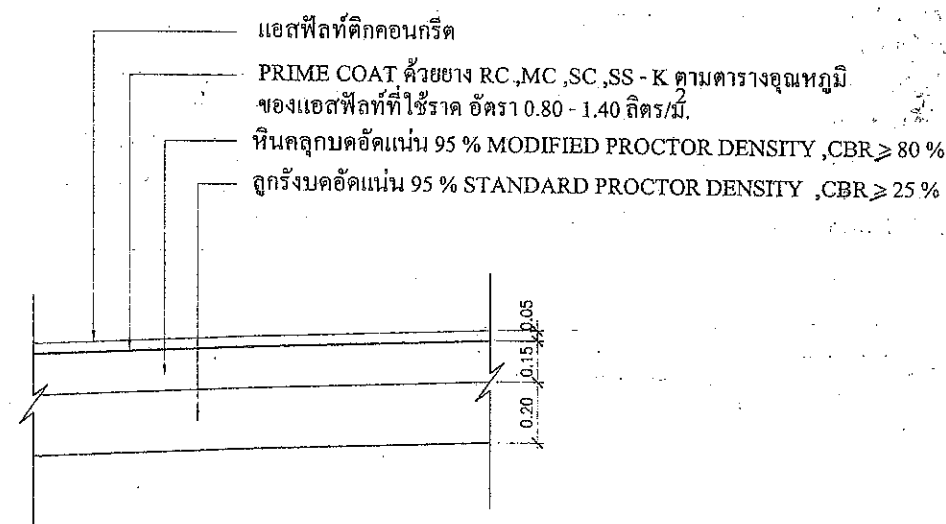 แอสฟัลท์ติกคอนกรีต
PRIME COAT ด้วยยาง RC.,MC ,SC ,SS - K ตามตารางอุณหภูมิ
ของแอสฟัลท์ที่ใช้ราด อัตรา 0.80 - 1.40 ลิตร/ม².
หินคลุกบดอัดแน่น 95 % MODIFIED PROCTOR DENSITY ,CBR ≥ 80 %
ลูกรังบดอัดแน่น 95 % STANDARD PROCTOR DENSITY ,CBR ≥ 25 %
0.05
0.15
0.20